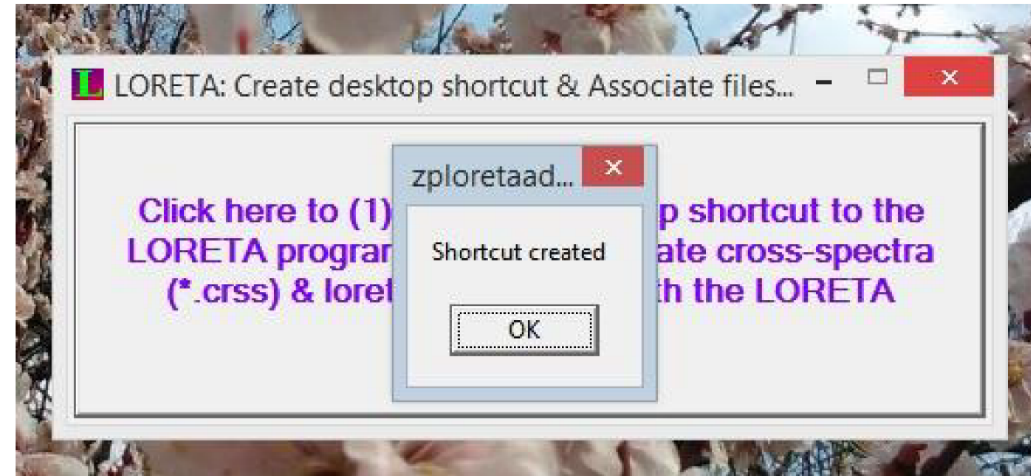 LORETA: Create desktop shortcut & Associate files...
zploretaad...
Click here to (1) p shortcut to the
LORETA prograr ate cross-spectra
(*.crss) & loret th the LORETA
Shortcut created
OK